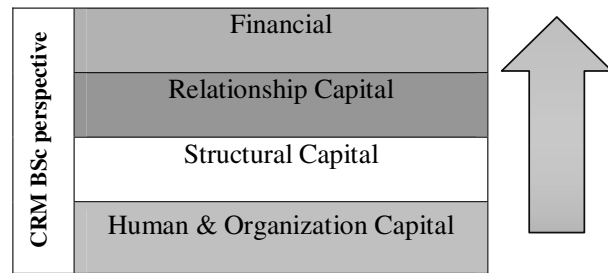 CRM BSc perspective
Financial
Relationship Capital
Structural Capital
Human & Organization Capital